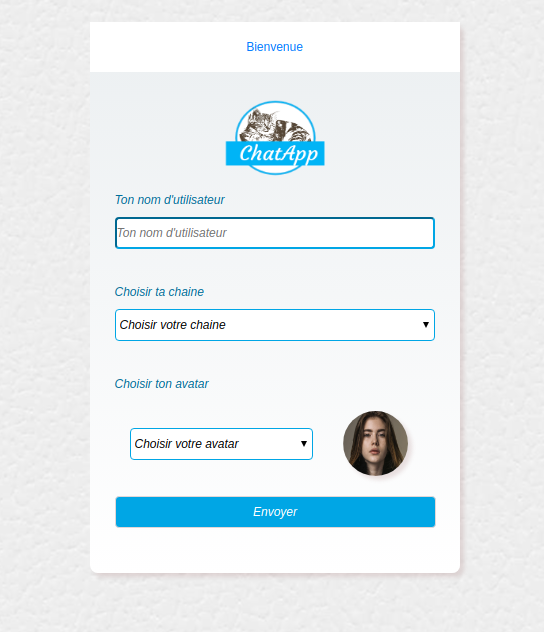 Bienvenue
ChatApp
Ton nom d'utilisateur
Ton nom d'utilisateur
Choisir ta chaine
Choisir votre chaine
Choisir ton avatar
Choisir votre avatar
Envoyer